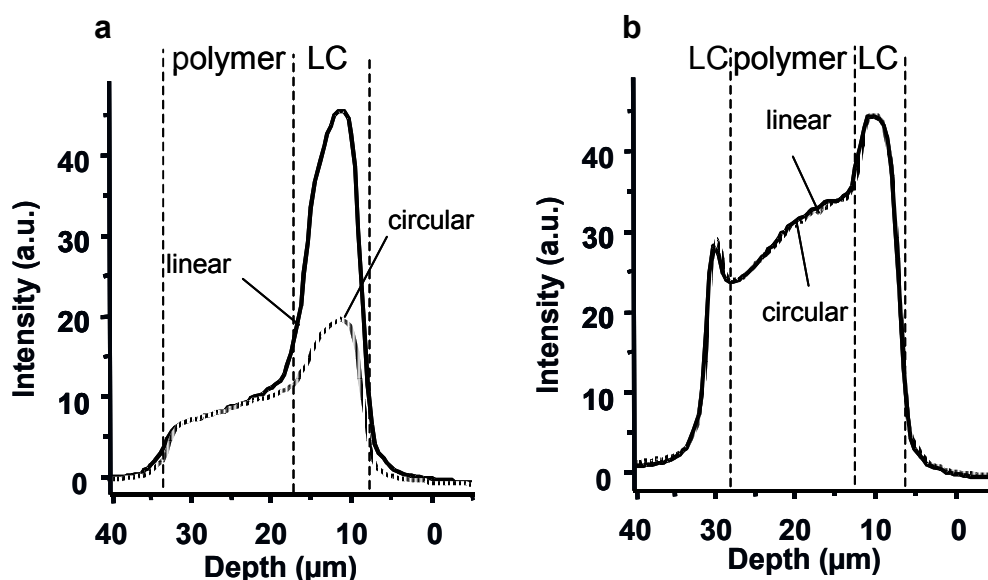 a
polymer LC
40
30
20
10
0
Intensity (a.u.)
linear
circular
40 30 20 10 0
Depth (µm)
b
LC polymer LC
40
30
20
10
0
Intensity (a.u.)
linear
circular
40 30 20 10 0
Depth (µm)